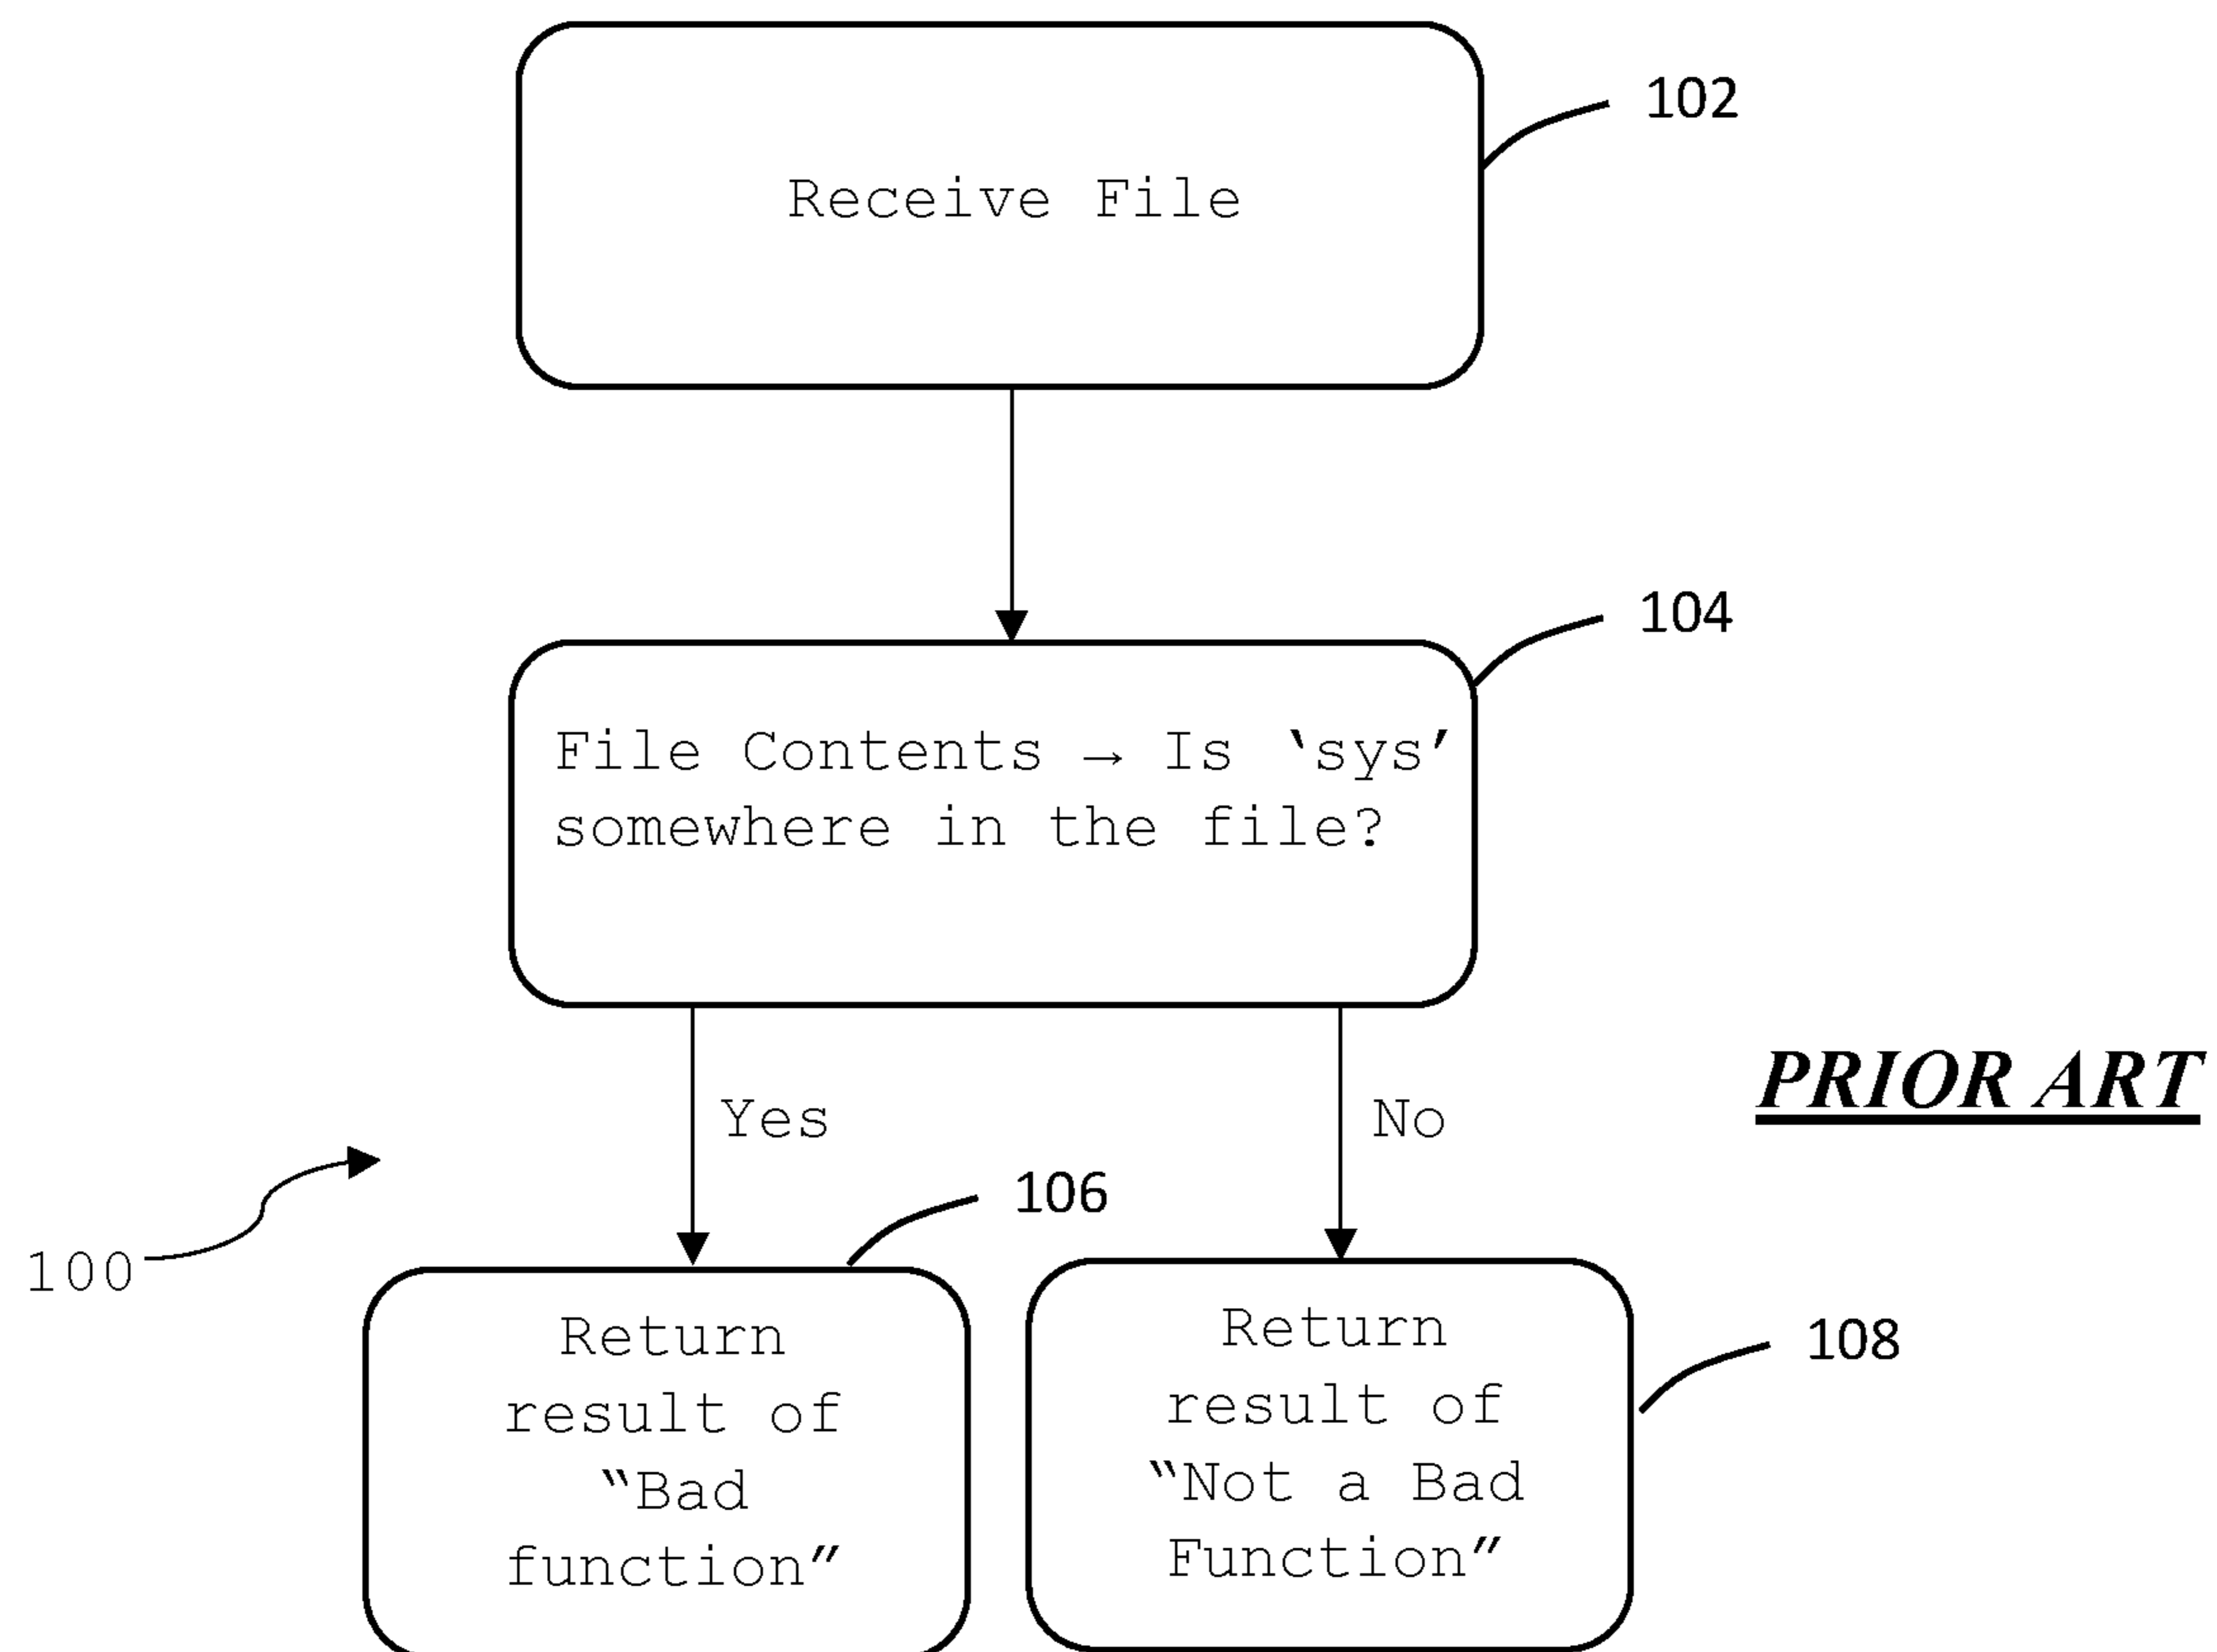 Receive File
102
File Contents → Is ‘sys’
somewhere in the file?
104
Yes
No
PRIOR ART
100
106
Return
result of
“Bad
function”
Return
result of
“Not a Bad
Function”
108